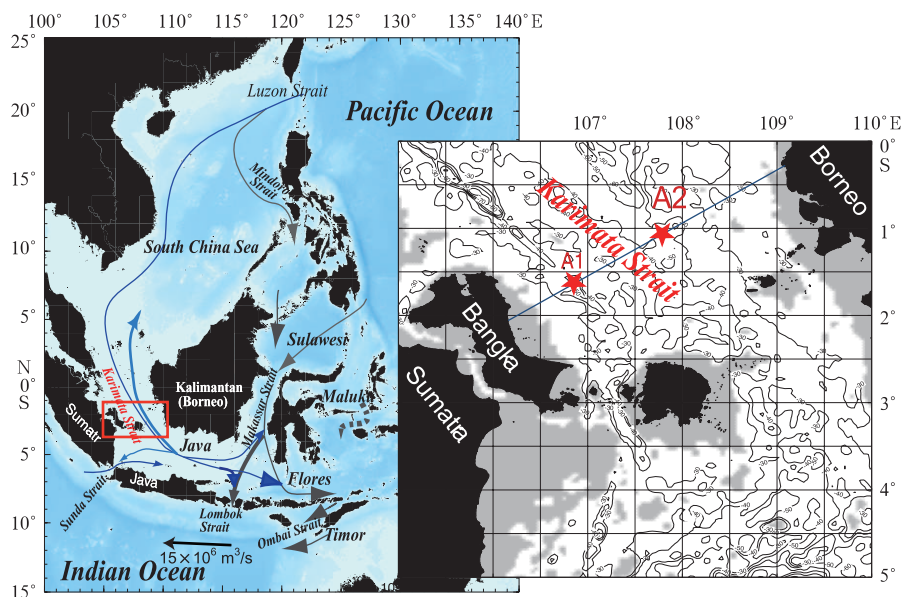 100° 105° 110° 115° 120° 125° 130° 135° 140° E
25°
20°
15°
10°
5°
N
0°
S
5°
10°
15°
Luzon Strait
Pacific Ocean
Mindoro
Strait
South China Sea
Sulawesi
Kalimantan
(Borneo)
Karimata Strait
Makassar Strait
Maluku
Sumatr
Java
Java
Flores
Sunda Strait
Lombok
Strait
Ombai Strait
Timor
15×10⁶ m³/s
Indian Ocean
107° 108° 109° 110° E
0°
S
1°
2°
3°
4°
5°
Borneo
A2
Karimata Strait
A1
Bangka
Sumata